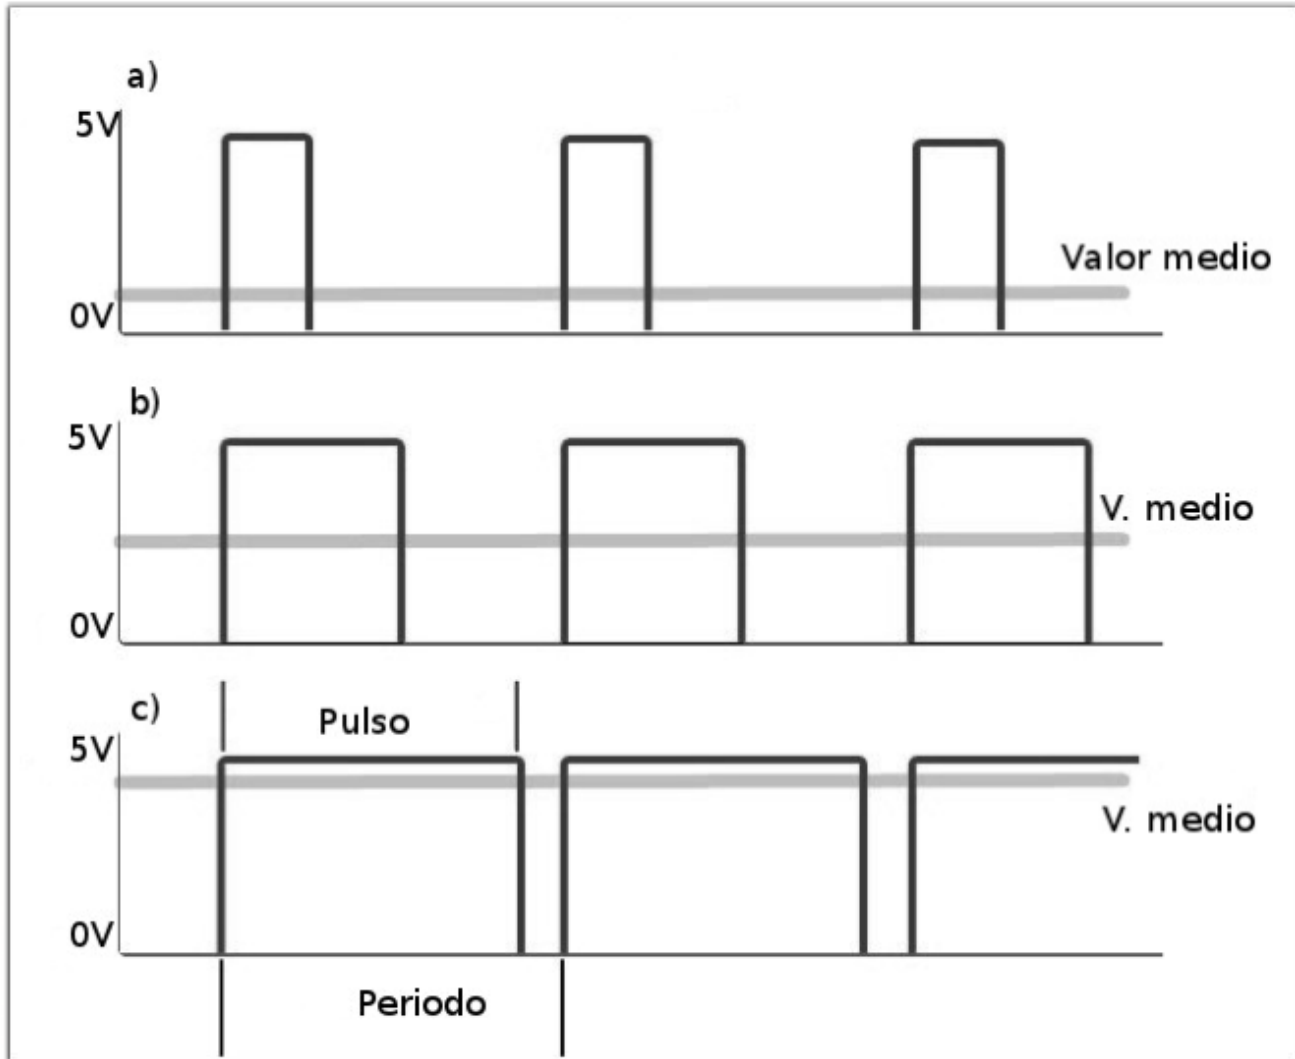 a)
5V
Valor medio
0V
b)
5V
V. medio
0V
c)
Pulso
5V
V. medio
0V
Periodo